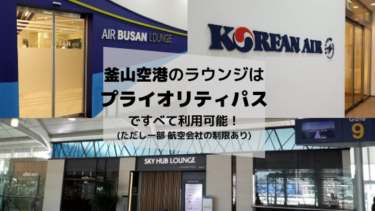 AIR BUSAN LOUNGE
KOREAN AIR
釜山空港のラウンジは
プライオリティパス
ですべて利用可能！
(ただし一部 航空会社の制限あり)
Gate
9
SKY HUB LOUNGE